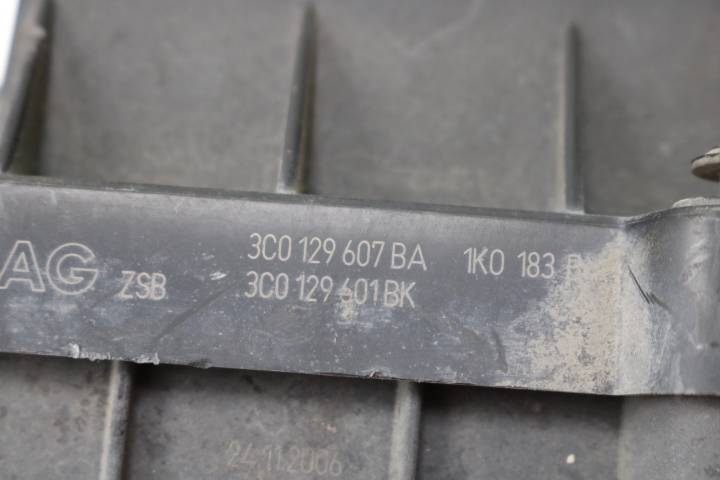 AG 3C0 129 607 BA 1K0 183
ZSB 3C0 129 601 BK
24.11.2006